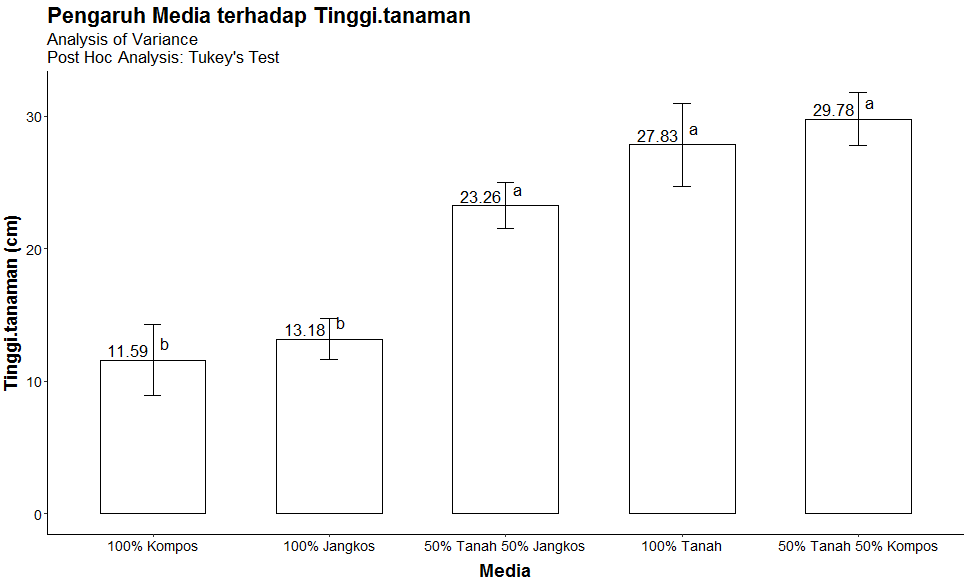 Pengaruh Media terhadap Tinggi.tanaman
Analysis of Variance
Post Hoc Analysis: Tukey's Test
Tinggi.tanaman (cm)
30
20
10
0
11.59 b
13.18 b
23.26 a
27.83 a
29.78 a
100% Kompos
100% Jangkos
50% Tanah 50% Jangkos
100% Tanah
50% Tanah 50% Kompos
Media